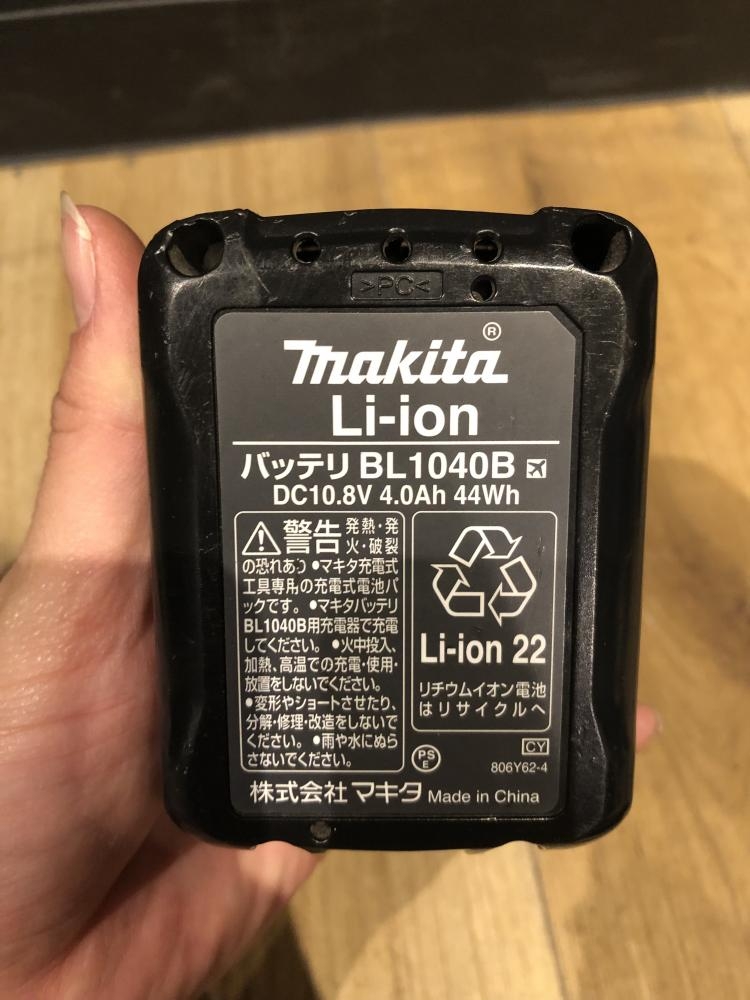 >PC<
makita®
Li-ion
バッテリ BL1040B
DC10.8V 4.0Ah 44Wh
警告 発熱・発
火・破裂
の恐れあり ●マキタ充電式
工具専用の充電式電池パ
ックです。 ●マキタバッテリ
BL1040B用充電器で充電
してください。 ●火中投入、
加熱、高温での充電・使用・
放置をしないでください。
●変形やショートさせたり、
分解・修理・改造をしないで
ください。 ●雨や水にぬら
さないでください。
Li-ion 22
リチウムイオン電池
はリサイクルへ
PS
E
CY
806Y62-4
株式会社マキタ Made in China